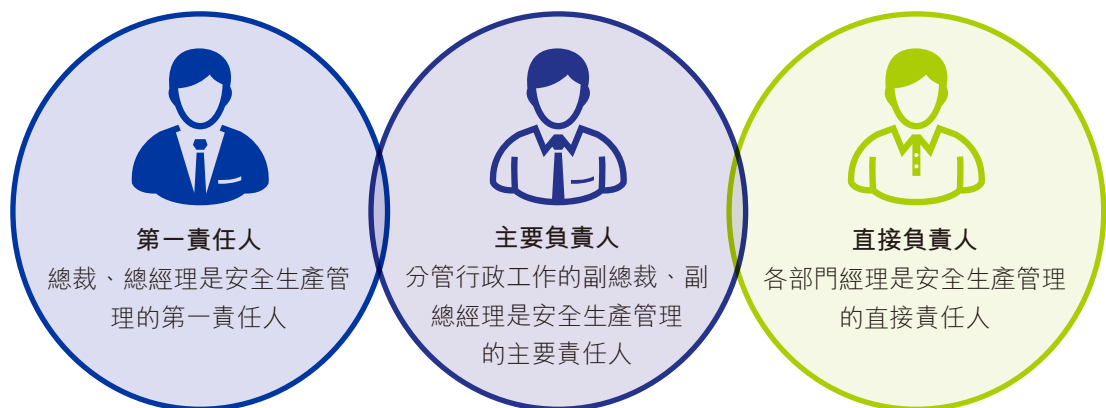 第一責任人
總裁、總經理是安全生產管
理的第一責任人
主要負責人
分管行政工作的副總裁、副
總經理是安全生產管理
的主要責任人
直接負責人
各部門經理是安全生產管理
的直接責任人